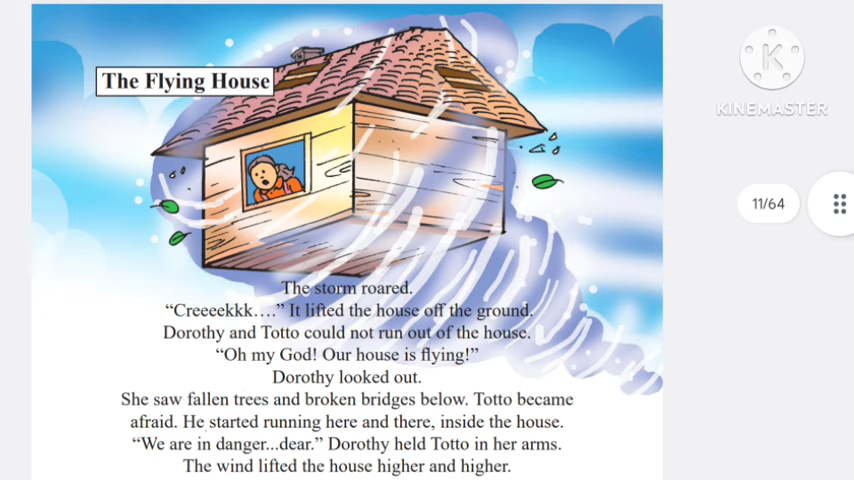 The Flying House
KINEMASTER
11/64
The storm roared.
“Creeeekkk….” It lifted the house off the ground.
Dorothy and Totto could not run out of the house.
“Oh my God! Our house is flying!”
Dorothy looked out.
She saw fallen trees and broken bridges below. Totto became
afraid. He started running here and there, inside the house.
“We are in danger...dear.” Dorothy held Totto in her arms.
The wind lifted the house higher and higher.